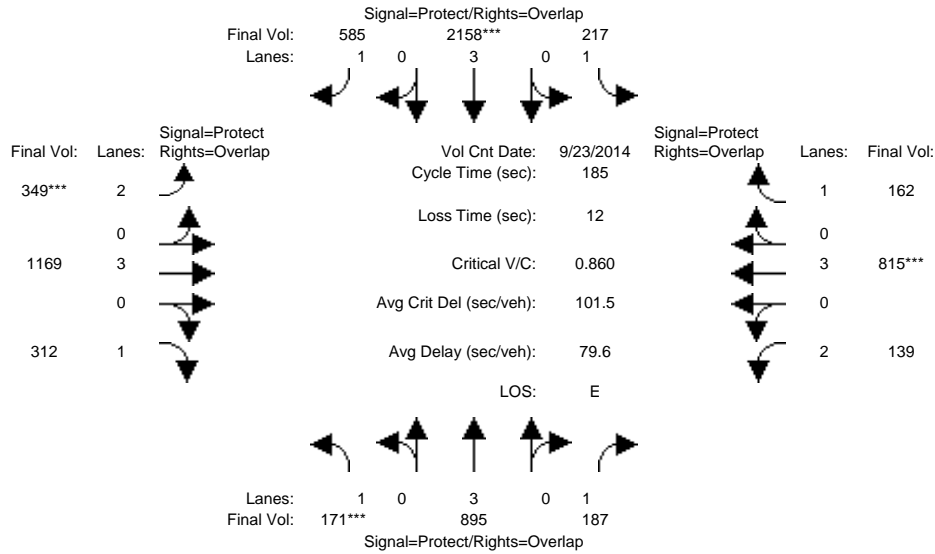 Signal=Protect/Rights=Overlap
Final Vol: 585 2158*** 217
Lanes: 1 0 3 0 1
Signal=Protect Signal=Protect
Final Vol: Lanes: Rights=Overlap Vol Cnt Date: 9/23/2014 Rights=Overlap Lanes: Final Vol:
Cycle Time (sec): 185
349*** 2 1 162
Loss Time (sec): 12
0 0
1169 3 Critical V/C: 0.860 3 815***
0 Avg Crit Del (sec/veh): 101.5 0
312 1 Avg Delay (sec/veh): 79.6 2 139
LOS: E
Lanes: 1 0 3 0 1
Final Vol: 171*** 895 187
Signal=Protect/Rights=Overlap